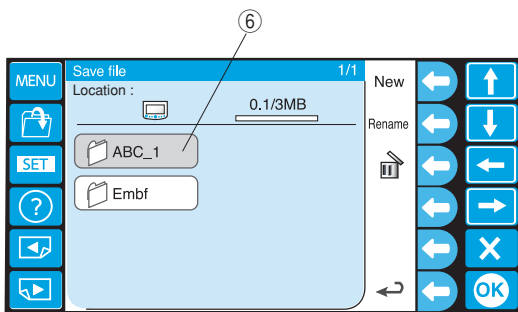 ⑥
MENU
Save file 1/1
New
Location :
0.1/3MB
Rename
ABC_1
SET
Embf
?
OK